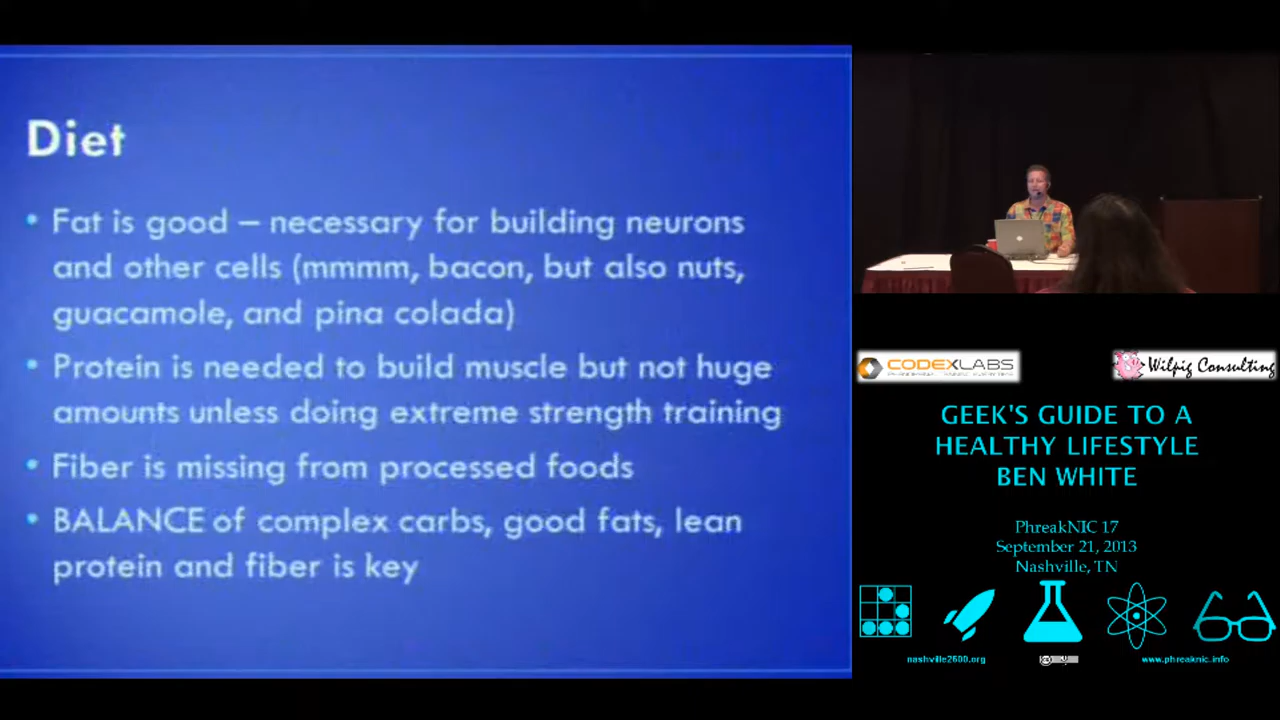 Diet
• Fat is good – necessary for building neurons
and other cells (mmmm, bacon, but also nuts,
guacamole, and pina colada)
• Protein is needed to build muscle but not huge
amounts unless doing extreme strength training
• Fiber is missing from processed foods
• BALANCE of complex carbs, good fats, lean
protein and fiber is key
CODEXLABS
Wilpig Consulting
GEEK'S GUIDE TO A
HEALTHY LIFESTYLE
BEN WHITE
PhreakNIC 17
September 21, 2013
Nashville, TN
nashville2600.org
www.phreaknic.info